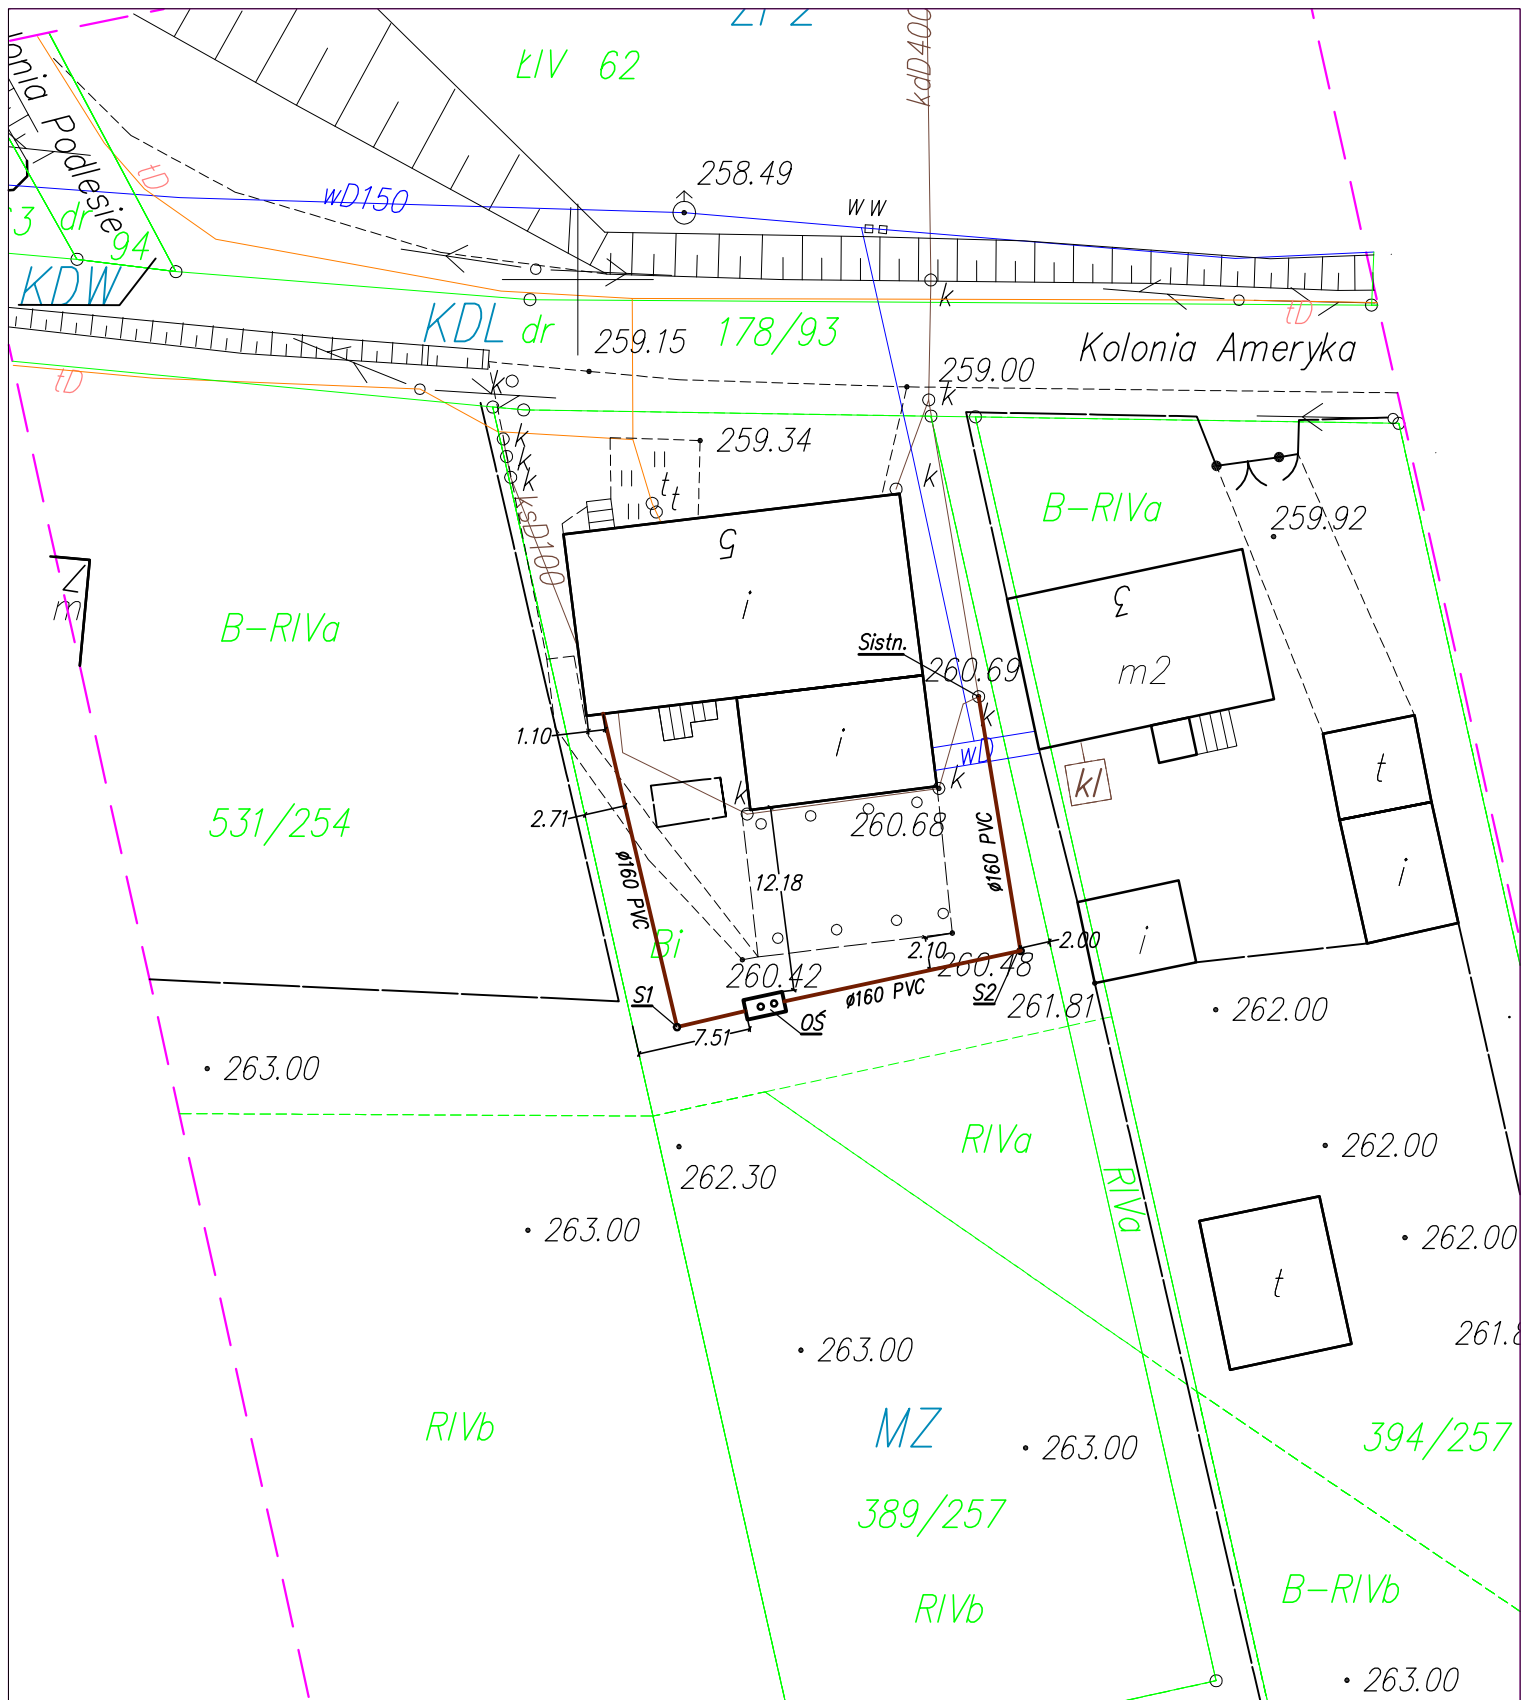 ŁIV 62
kdD400
Podlesie
tD
wD150
258.49
w w
dr
94
KDW
KDL dr
178/93
259.15
k
tD
Kolonia Ameryka
tD
k
259.00
k
k
k
k
259.34
t
t
k
ksD100
B-RIVa
259.92
5
i
3
m2
m
B-RIVa
Sistn.
260.69
k
1.10
i
wD
k
kl
t
531/254
2.71
k
260.68
ø160 PVC
ø160 PVC
12.18
i
Bi
2.10
2.00
i
260.42
260.48
S1
ø160 PVC
S2
261.81
262.00
OŚ
7.51
263.00
RIVa
262.00
262.30
RIVa
263.00
262.00
t
263.00
RIVb
MZ
263.00
394/257
389/257
B-RIVb
RIVb
263.00